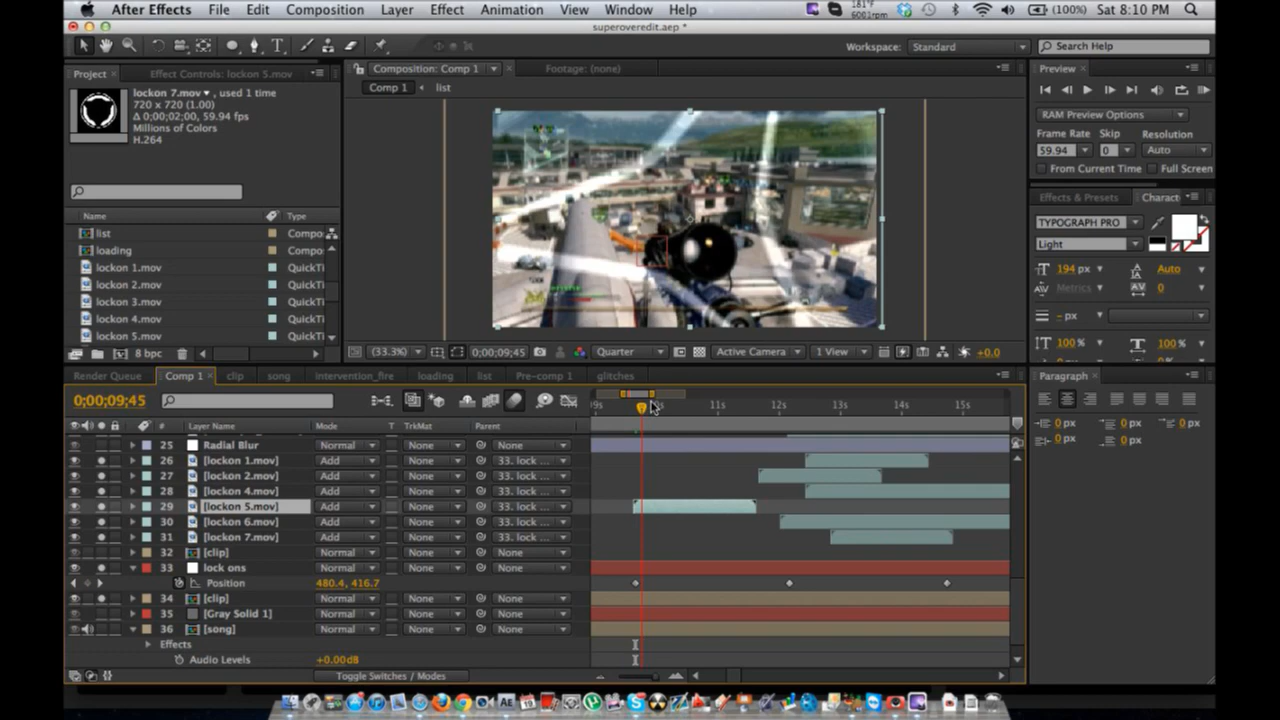 After Effects File Edit Composition Layer Effect Animation View Window Help 181°F 6001rpm (100%) Sat 8:10 PM
superoveredit.aep *
Workspace: Standard Search Help
Project Effect Controls: lockon 5.mov Composition: Comp 1 Footage: (none) Preview
lockon 7.mov ▾, used 1 time
720 x 720 (1.00)
Δ 0;00;02;00, 59.94 fps
Millions of Colors
H.264
Comp 1 list
RAM Preview Options
Frame Rate Skip Resolution
59.94 0 Auto
From Current Time Full Screen
Effects & Presets Charact
Name Type
list Compo
loading Compo
lockon 1.mov QuickTi
lockon 2.mov QuickTi
lockon 3.mov QuickTi
lockon 4.mov QuickTi
lockon 5.mov QuickTi
8 bpc
TYPOGRAPH PRO
Light
194 px Auto
Metrics 0
- px
100% 100%
(33.3%) 0;00;09;45 Quarter Active Camera 1 View +0.0
Render Queue Comp 1 clip song intervention_fire loading list Pre-comp 1 glitches
Paragraph
0 px 0 px
0 px 0 px
0;00;09;45
09s 11s 12s 13s 14s 15s
# Layer Name Mode T TrkMat Parent
25 Radial Blur Normal None None
26 [lockon 1.mov] Add None 33. lock ...
27 [lockon 2.mov] Add None 33. lock ...
28 [lockon 4.mov] Add None 33. lock ...
29 [lockon 5.mov] Add None 33. lock ...
30 [lockon 6.mov] Add None 33. lock ...
31 [lockon 7.mov] Add None 33. lock ...
32 [clip] Normal None None
33 lock ons Normal None None
Position 480.4, 416.7
34 [clip] Normal None None
35 [Gray Solid 1] Normal None None
36 [song] Normal None None
Effects
Audio Levels +0.00dB
Toggle Switches / Modes